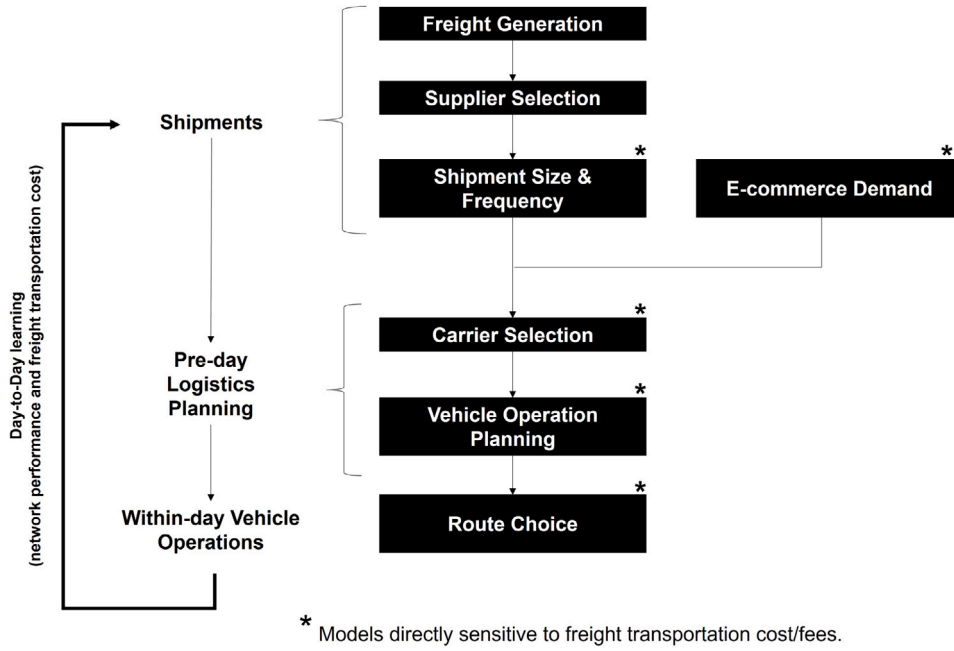 Freight Generation
Supplier Selection
Shipments
*
Shipment Size &
Frequency
*
E-commerce Demand
Day-to-Day learning
(network performance and freight transportation cost)
*
Carrier Selection
Pre-day
Logistics
Planning
*
Vehicle Operation
Planning
*
Within-day Vehicle
Operations
Route Choice
* Models directly sensitive to freight transportation cost/fees.